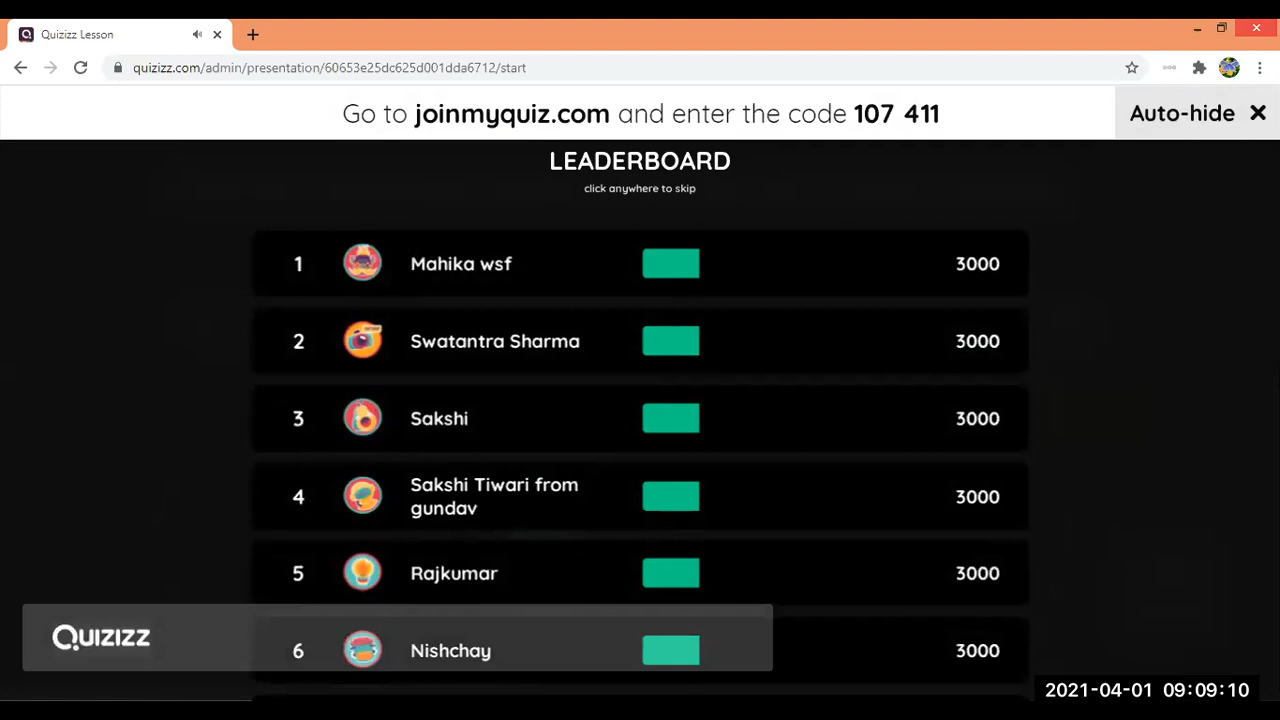 Quizizz Lesson
quizizz.com/admin/presentation/60653e25dc625d001dda6712/start
Go to joinmyquiz.com and enter the code 107 411
Auto-hide
LEADERBOARD
click anywhere to skip
1 Mahika wsf 3000
2 Swatantra Sharma 3000
3 Sakshi 3000
4 Sakshi Tiwari from
gundav 3000
5 Rajkumar 3000
QUIZIZZ
6 Nishchay 3000
2021-04-01 09:09:10